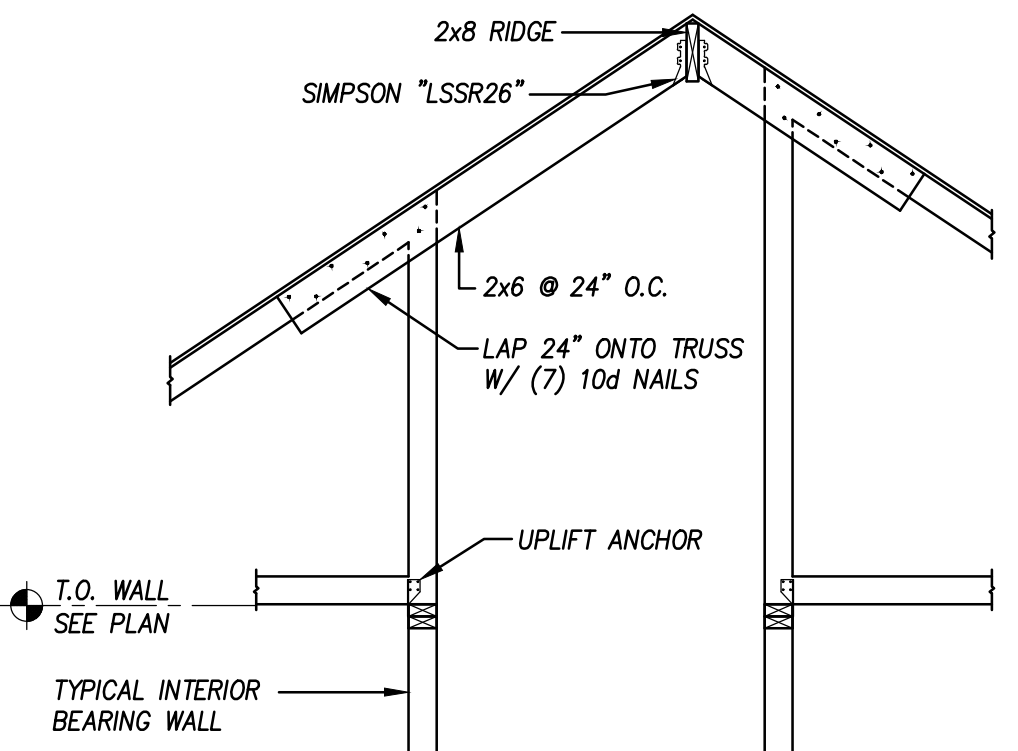 2x8 RIDGE
SIMPSON "LSSR26"
2x6 @ 24" O.C.
LAP 24" ONTO TRUSS
W/ (7) 10d NAILS
UPLIFT ANCHOR
T.O. WALL
SEE PLAN
TYPICAL INTERIOR
BEARING WALL